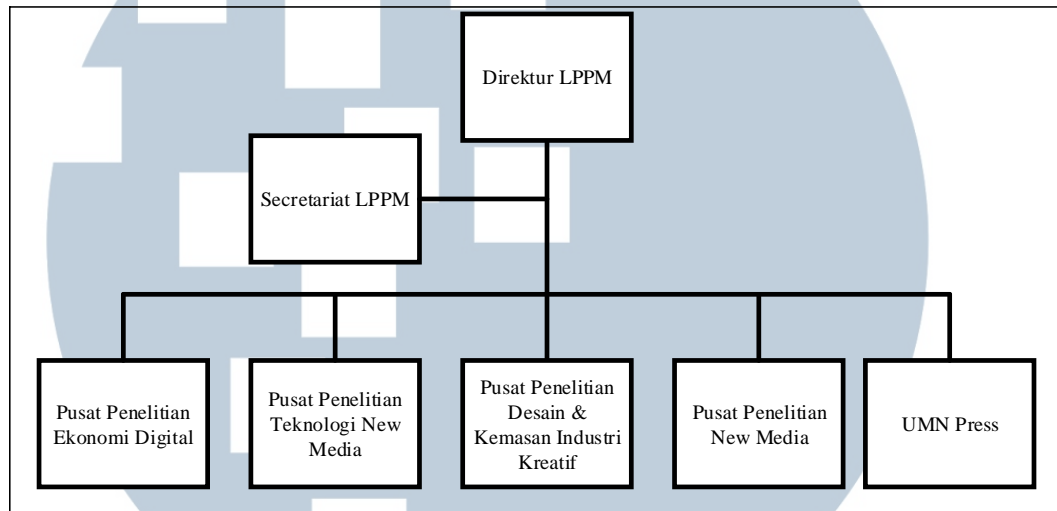 Direktur LPPM
Secretariat LPPM
Pusat Penelitian
Ekonomi Digital
Pusat Penelitian
Teknologi New
Media
Pusat Penelitian
Desain &
Kemasan Industri
Kreatif
Pusat Penelitian
New Media
UMN Press